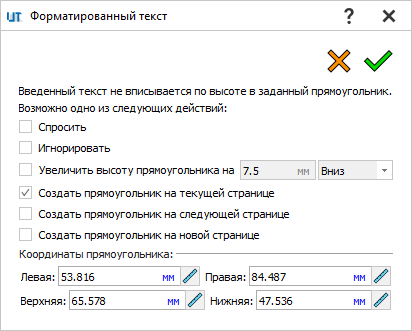 Форматированный текст
Введенный текст не вписывается по высоте в заданный прямоугольник.
Возможно одно из следующих действий:
Спросить
Игнорировать
Увеличить высоту прямоугольника на 7.5 мм Вниз
Создать прямоугольник на текущей странице
Создать прямоугольник на следующей странице
Создать прямоугольник на новой странице
Координаты прямоугольника:
Левая: 53.816 мм Правая: 84.487 мм
Верхняя: 65.578 мм Нижняя: 47.536 мм